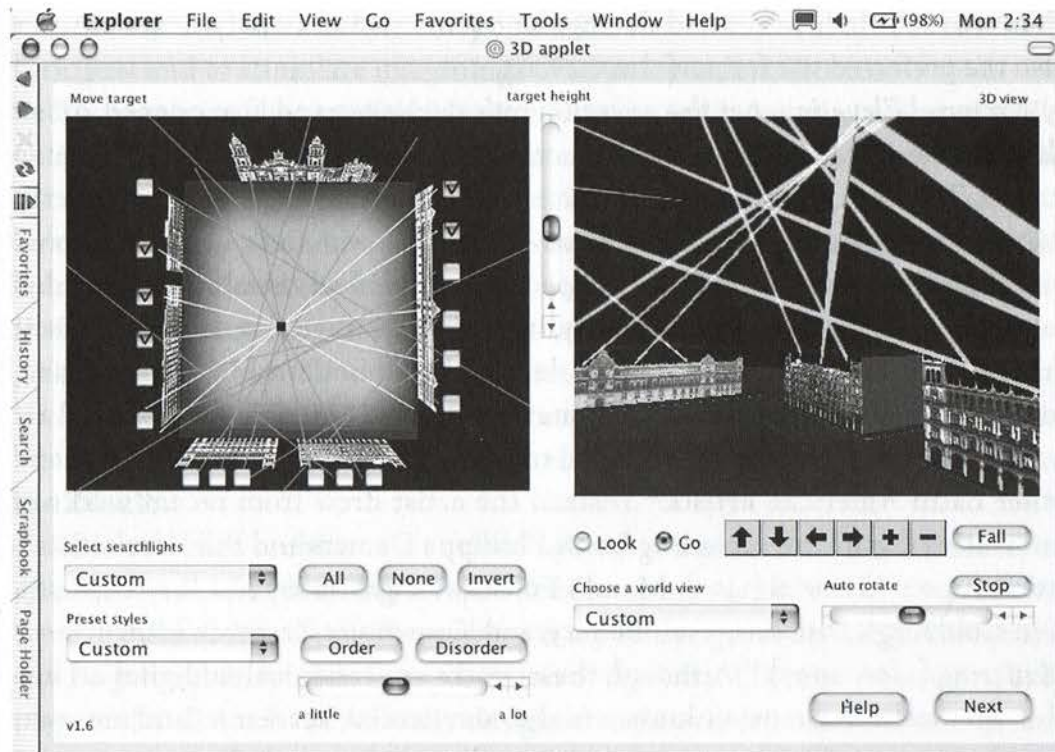 Explorer File Edit View Go Favorites Tools Window Help (98%) Mon 2:34
3D applet
Move target
target height
3D view
Favorites
History
Search
Scrapbook
Page Holder
Look Go + - Fall
Select searchlights
Custom All None Invert
Choose a world view
Auto rotate Stop
Custom
Preset styles
Custom Order Disorder
a little a lot
Help Next
v1.6